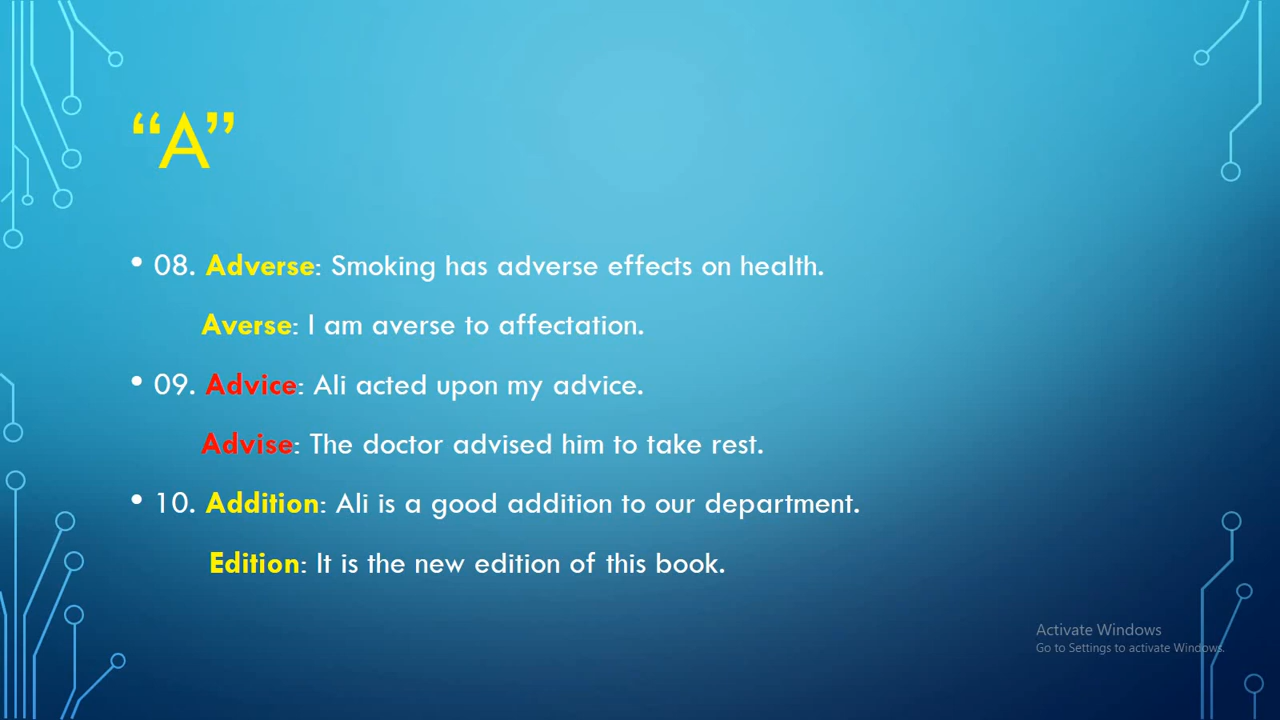 “A”
• 08. Adverse: Smoking has adverse effects on health.
Averse: I am averse to affectation.
• 09. Advice: Ali acted upon my advice.
Advise: The doctor advised him to take rest.
• 10. Addition: Ali is a good addition to our department.
Edition: It is the new edition of this book.
Activate Windows
Go to Settings to activate Windows.